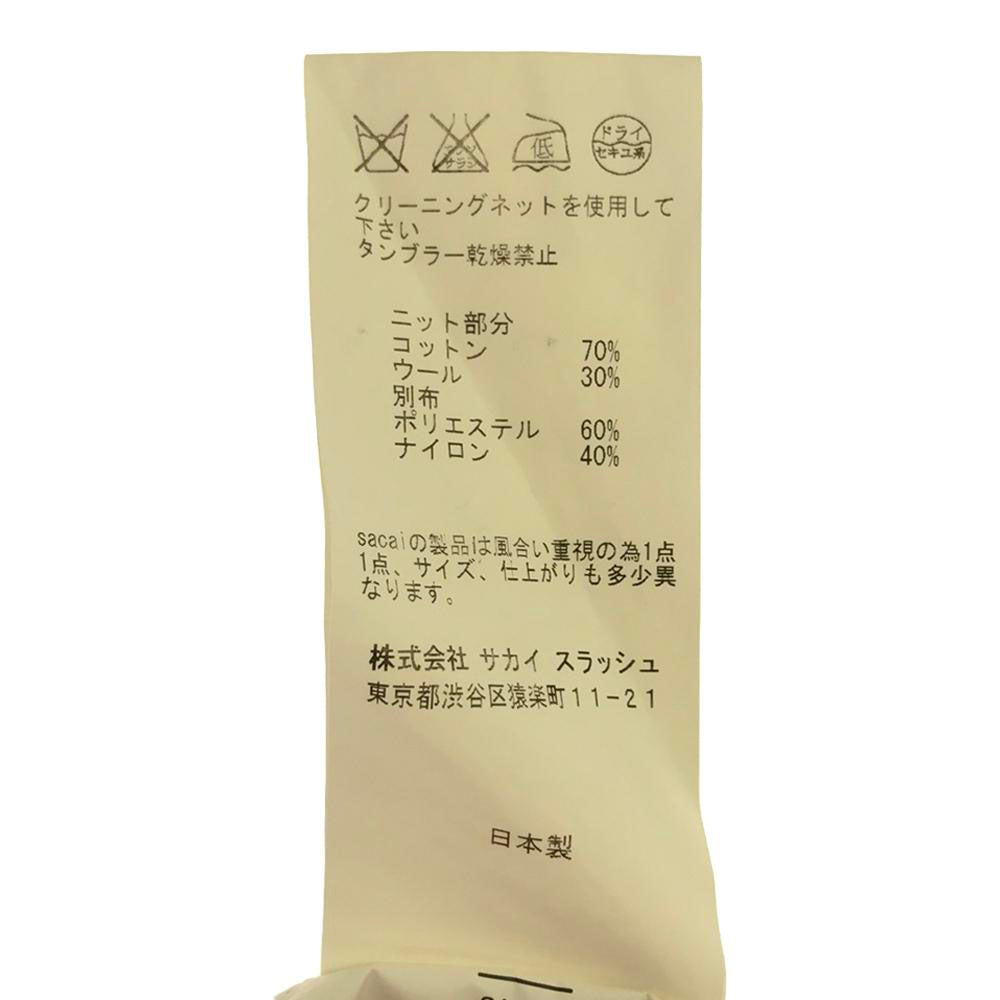 エンソ
サラシ
低
ドライ
セキユ系
クリーニングネットを使用して
下さい
タンブラー乾燥禁止
ニット部分
コットン 70%
ウール 30%
別布
ポリエステル 60%
ナイロン 40%
sacaiの製品は風合い重視の為1点
1点、サイズ、仕上がりも多少異
なります。
株式会社 サカイ スラッシュ
東京都渋谷区猿楽町11-21
日本製